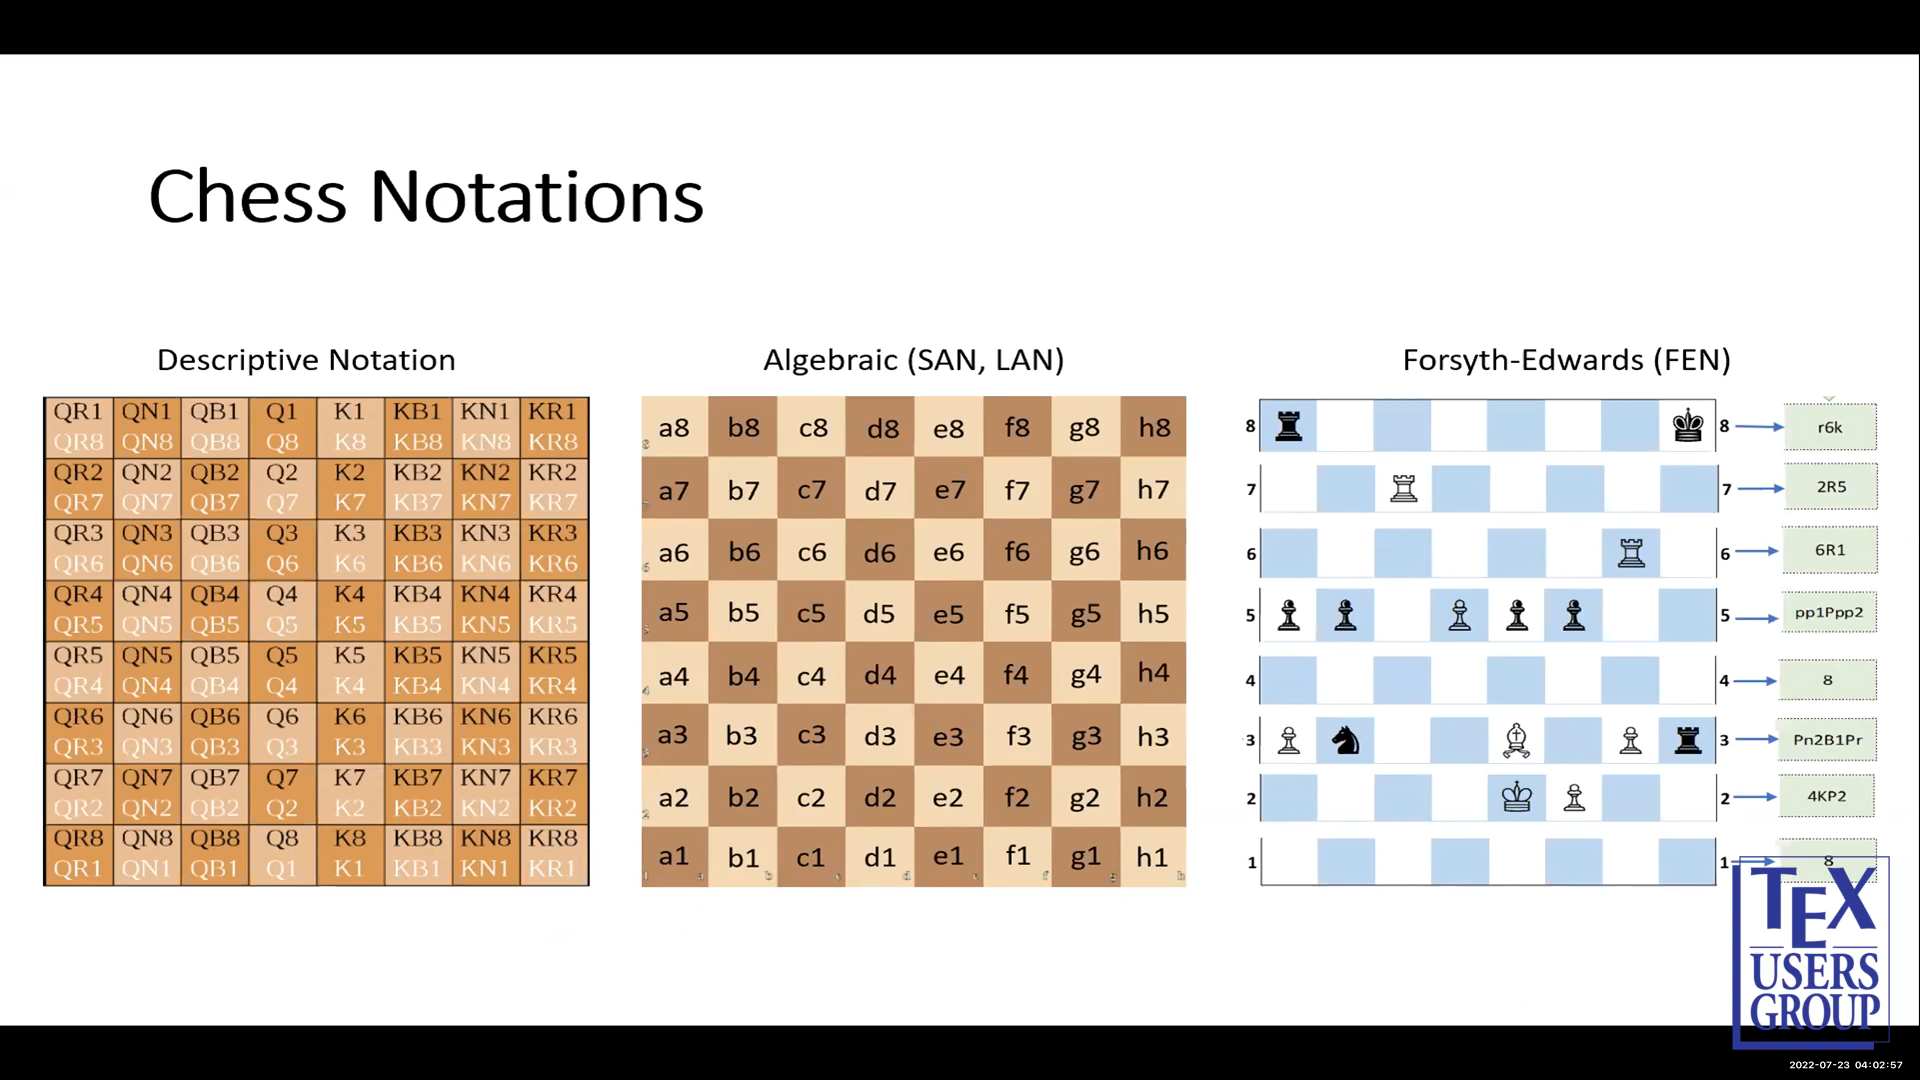 Chess Notations
Descriptive Notation
QR1 QN1 QB1 Q1 K1 KB1 KN1 KR1
QR8 QN8 QB8 Q8 K8 KB8 KN8 KR8
QR2 QN2 QB2 Q2 K2 KB2 KN2 KR2
QR7 QN7 QB7 Q7 K7 KB7 KN7 KR7
QR3 QN3 QB3 Q3 K3 KB3 KN3 KR3
QR6 QN6 QB6 Q6 K6 KB6 KN6 KR6
QR4 QN4 QB4 Q4 K4 KB4 KN4 KR4
QR5 QN5 QB5 Q5 K5 KB5 KN5 KR5
QR5 QN5 QB5 Q5 K5 KB5 KN5 KR5
QR4 QN4 QB4 Q4 K4 KB4 KN4 KR4
QR6 QN6 QB6 Q6 K6 KB6 KN6 KR6
QR3 QN3 QB3 Q3 K3 KB3 KN3 KR3
QR7 QN7 QB7 Q7 K7 KB7 KN7 KR7
QR2 QN2 QB2 Q2 K2 KB2 KN2 KR2
QR8 QN8 QB8 Q8 K8 KB8 KN8 KR8
QR1 QN1 QB1 Q1 K1 KB1 KN1 KR1
Algebraic (SAN, LAN)
a8 b8 c8 d8 e8 f8 g8 h8
a7 b7 c7 d7 e7 f7 g7 h7
a6 b6 c6 d6 e6 f6 g6 h6
a5 b5 c5 d5 e5 f5 g5 h5
a4 b4 c4 d4 e4 f4 g4 h4
a3 b3 c3 d3 e3 f3 g3 h3
a2 b2 c2 d2 e2 f2 g2 h2
a1 b1 c1 d1 e1 f1 g1 h1
Forsyth-Edwards (FEN)
8 8 r6k
7 7 2R5
6 6 6R1
5 5 pp1Ppp2
4 4 8
3 3 Pn2B1Pr
2 2 4KP2
1 1 8
TEX
USERS
GROUP
2022-07-23 04:02:57